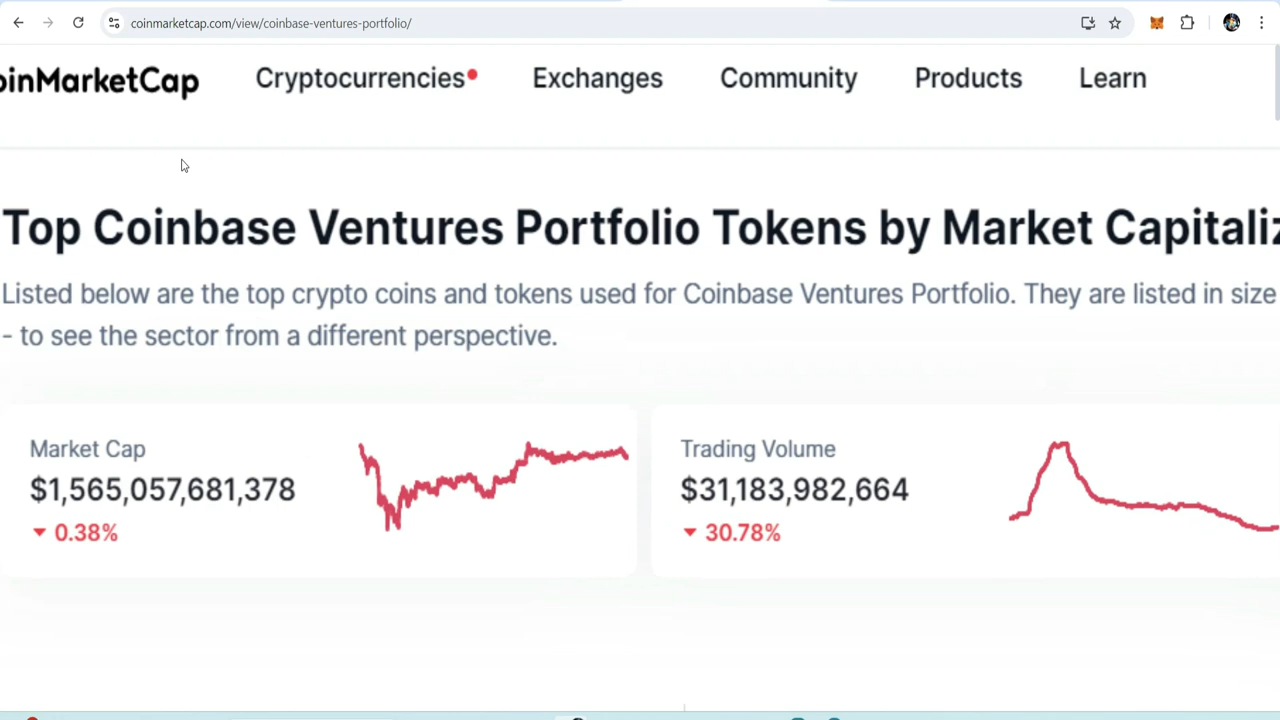 coinmarketcap.com/view/coinbase-ventures-portfolio/
oinMarketCap Cryptocurrencies Exchanges Community Products Learn
Top Coinbase Ventures Portfolio Tokens by Market Capitaliz
Listed below are the top crypto coins and tokens used for Coinbase Ventures Portfolio. They are listed in size
- to see the sector from a different perspective.
Market Cap
$1,565,057,681,378
0.38%
Trading Volume
$31,183,982,664
30.78%